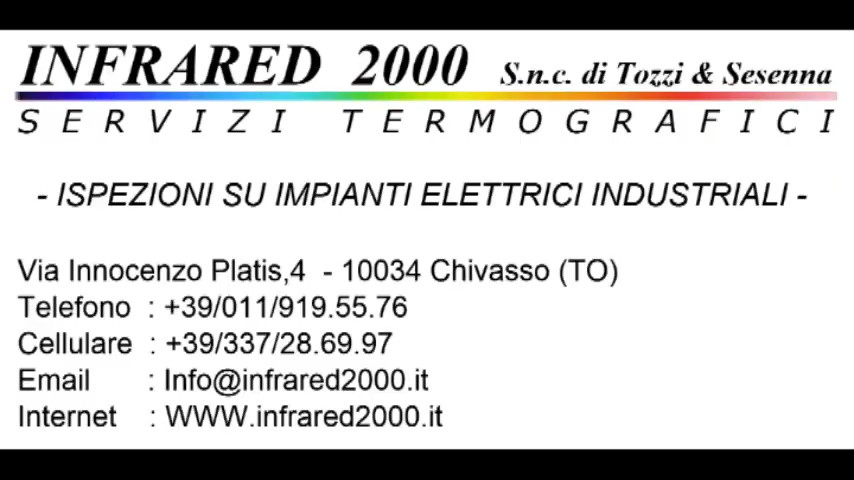 INFRARED 2000 S.n.c. di Tozzi & Sesenna
SERVIZI TERMOGRAFICI
- ISPEZIONI SU IMPIANTI ELETTRICI INDUSTRIALI -
Via Innocenzo Platis,4 - 10034 Chivasso (TO)
Telefono : +39/011/919.55.76
Cellulare : +39/337/28.69.97
Email : Info@infrared2000.it
Internet : WWW.infrared2000.it